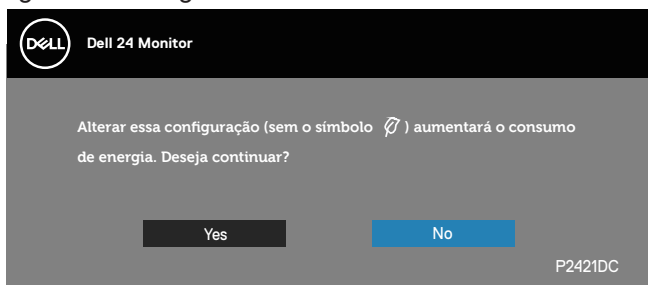 DELL
Dell 24 Monitor
Alterar essa configuração (sem o símbolo ) aumentará o consumo
de energia. Deseja continuar?
Yes
No
P2421DC